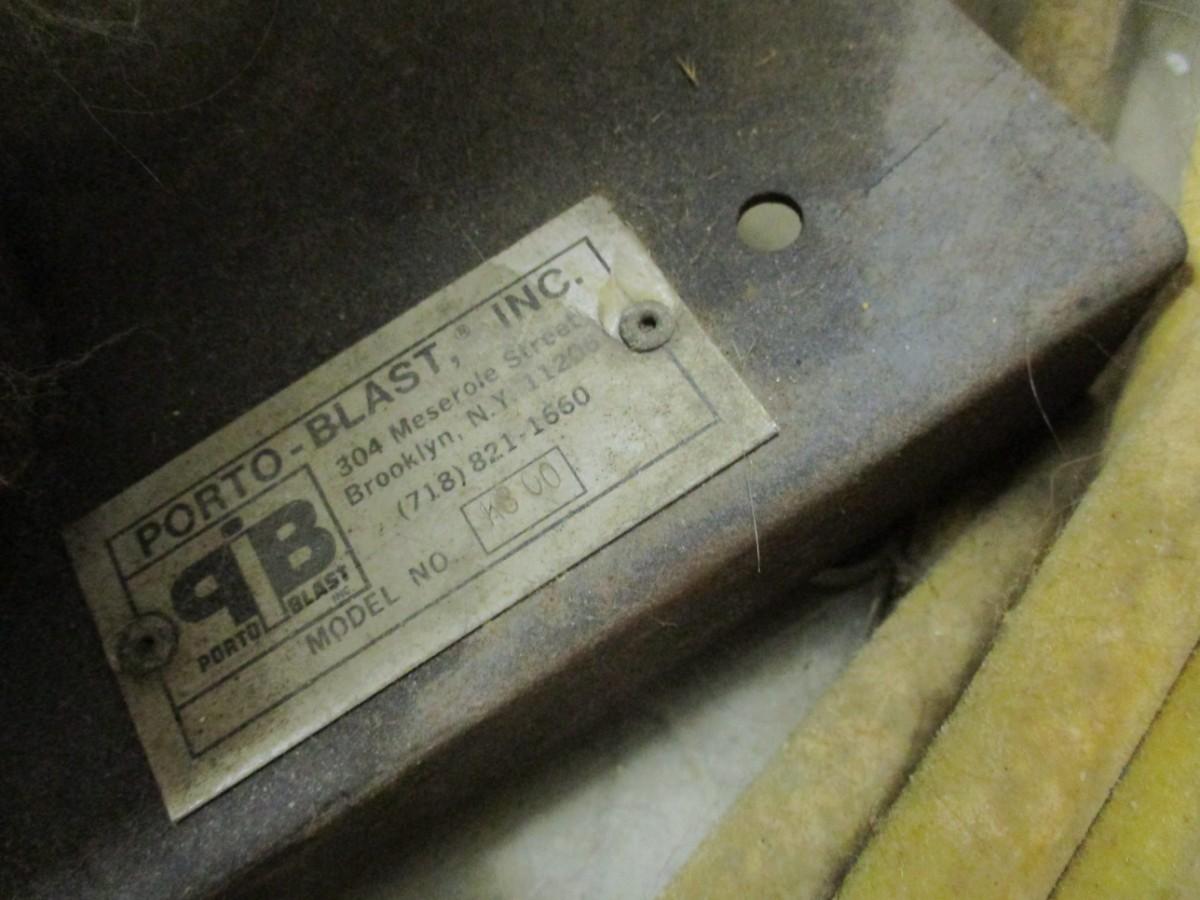 PORTO-BLAST,® INC.
304 Meserole Street
Brooklyn, N.Y. 11206
(718) 821-1660
PB
PORTO BLAST INC.
MODEL NO.